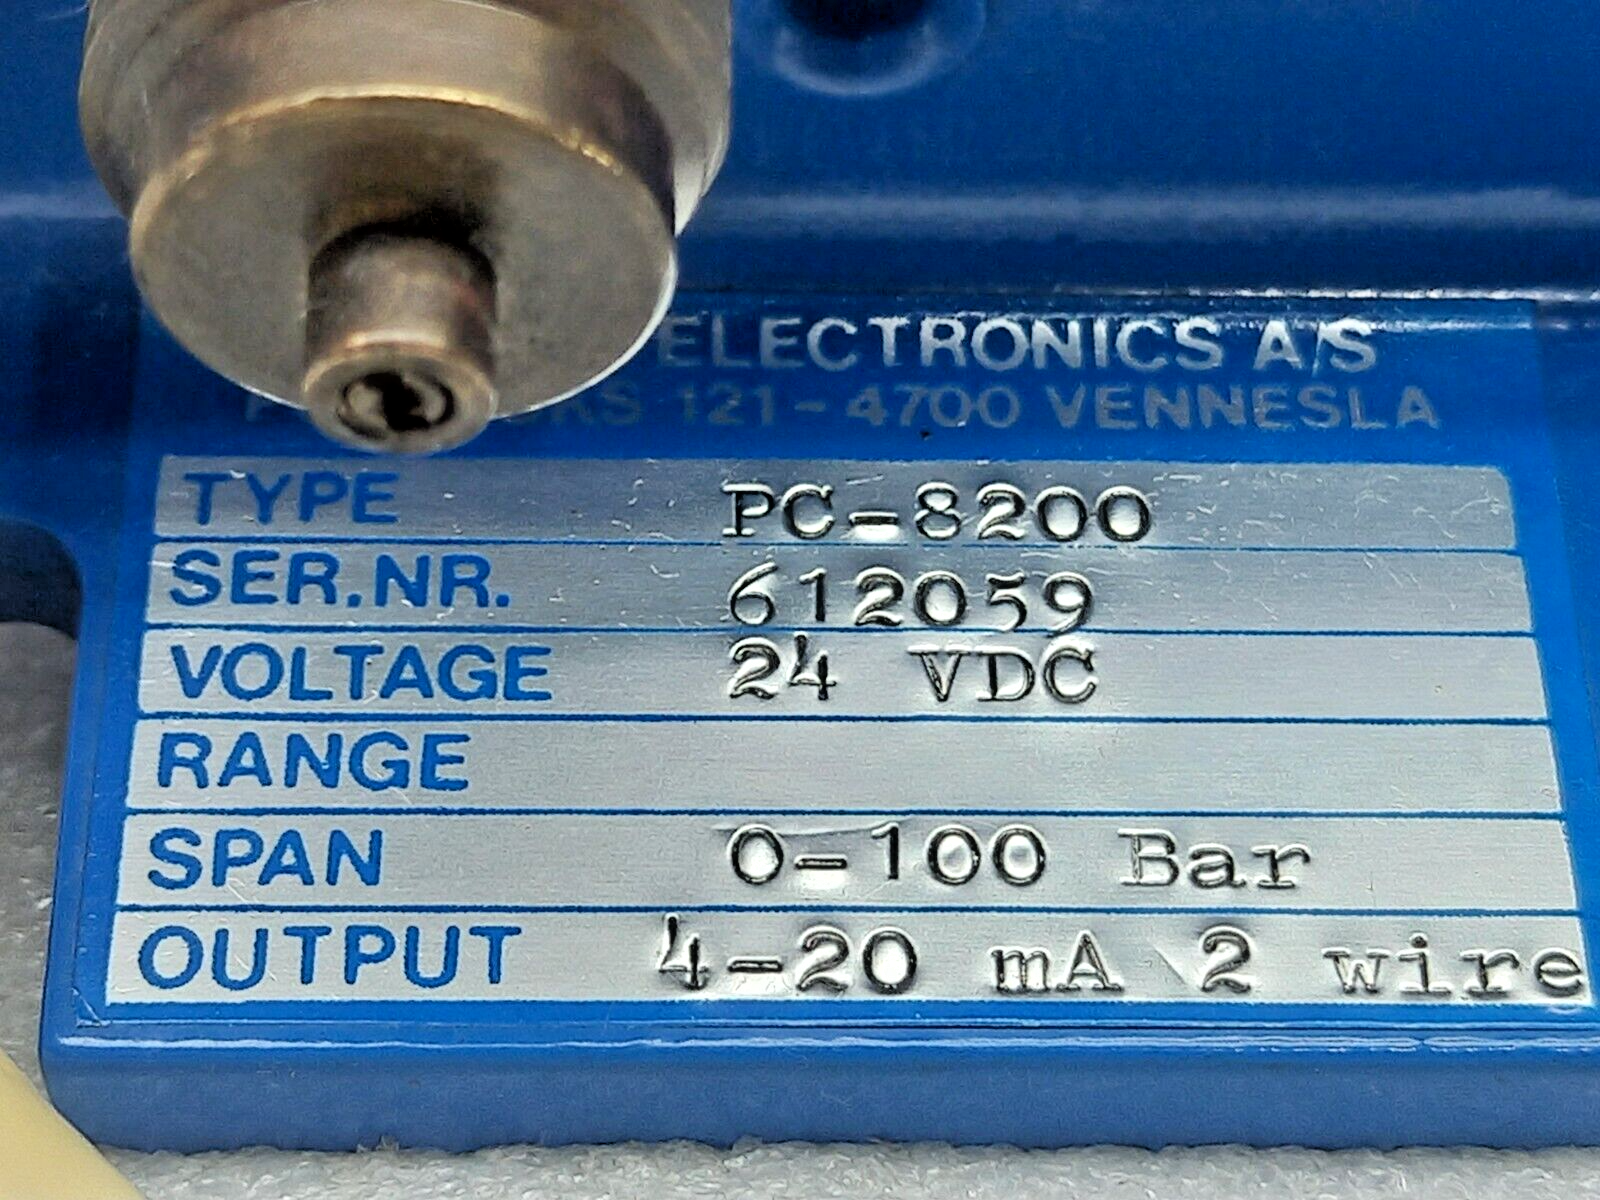 ELECTRONICS A/S
121-4700 VENNESLA
TYPE PC-8200
SER.NR. 612059
VOLTAGE 24 VDC
RANGE
SPAN 0-100 Bar
OUTPUT 4-20 mA 2 wire